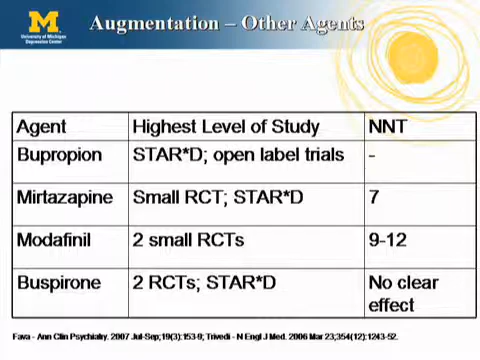 Augmentation – Other Agents
M
University of Michigan
Depression Center
Agent Highest Level of Study NNT
Bupropion STAR*D; open label trials -
Mirtazapine Small RCT; STAR*D 7
Modafinil 2 small RCTs 9-12
Buspirone 2 RCTs; STAR*D No clear
effect
Fava - Ann Clin Psychiatry. 2007 Jul-Sep;19(3):153-9; Trivedi - N Engl J Med. 2006 Mar 23;354(12):1243-52.